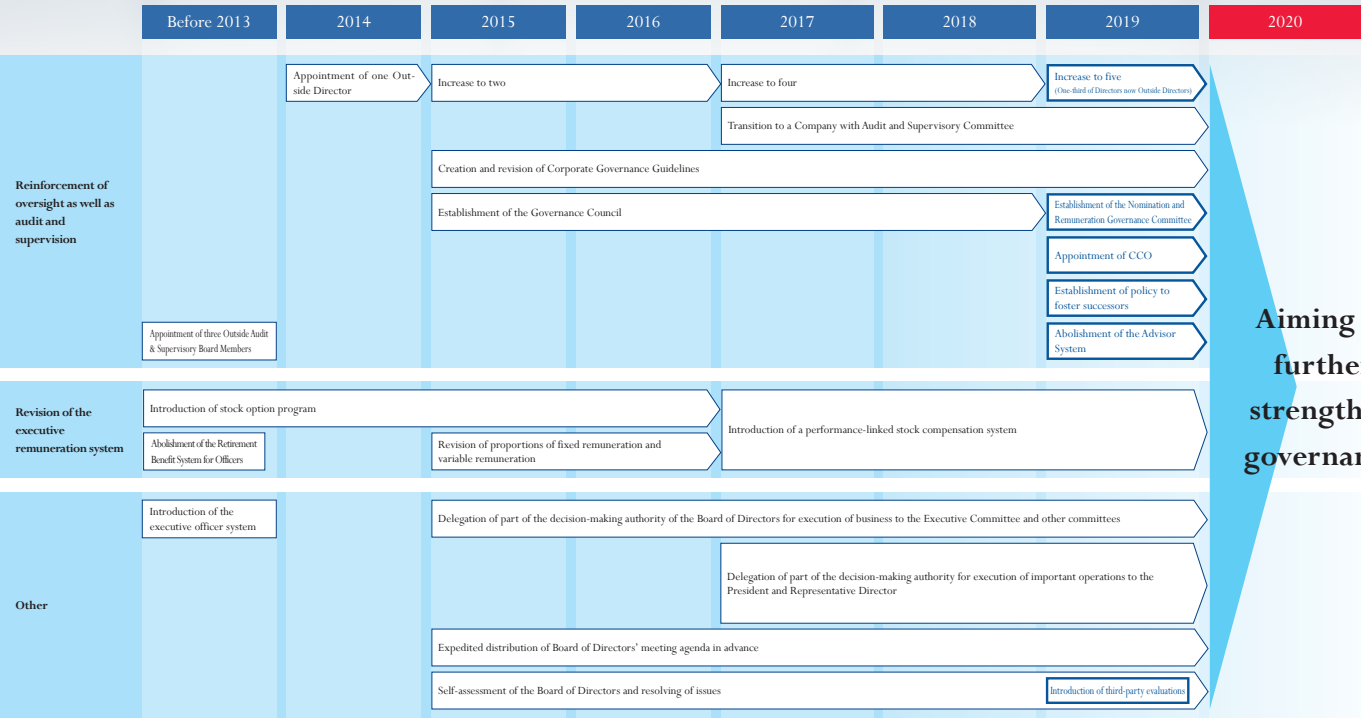 Before 2013
2014
2015
2016
2017
2018
2019
2020
Reinforcement of
oversight as well as
audit and
supervision
Appointment of one Out-
side Director
Increase to two
Increase to four
Increase to five
(One-third of Directors now Outside Directors)
Transition to a Company with Audit and Supervisory Committee
Creation and revision of Corporate Governance Guidelines
Establishment of the Governance Council
Establishment of the Nomination and
Remuneration Governance Committee
Appointment of CCO
Establishment of policy to
foster successors
Appointment of three Outside Audit
& Supervisory Board Members
Abolishment of the Advisor
System
Revision of the
executive
remuneration system
Introduction of stock option program
Abolishment of the Retirement
Benefit System for Officers
Revision of proportions of fixed remuneration and
variable remuneration
Introduction of a performance-linked stock compensation system
Other
Introduction of the
executive officer system
Delegation of part of the decision-making authority of the Board of Directors for execution of business to the Executive Committee and other committees
Delegation of part of the decision-making authority for execution of important operations to the
President and Representative Director
Expedited distribution of Board of Directors' meeting agenda in advance
Self-assessment of the Board of Directors and resolving of issues
Introduction of third-party evaluations
Aiming
furthe
strength
governa